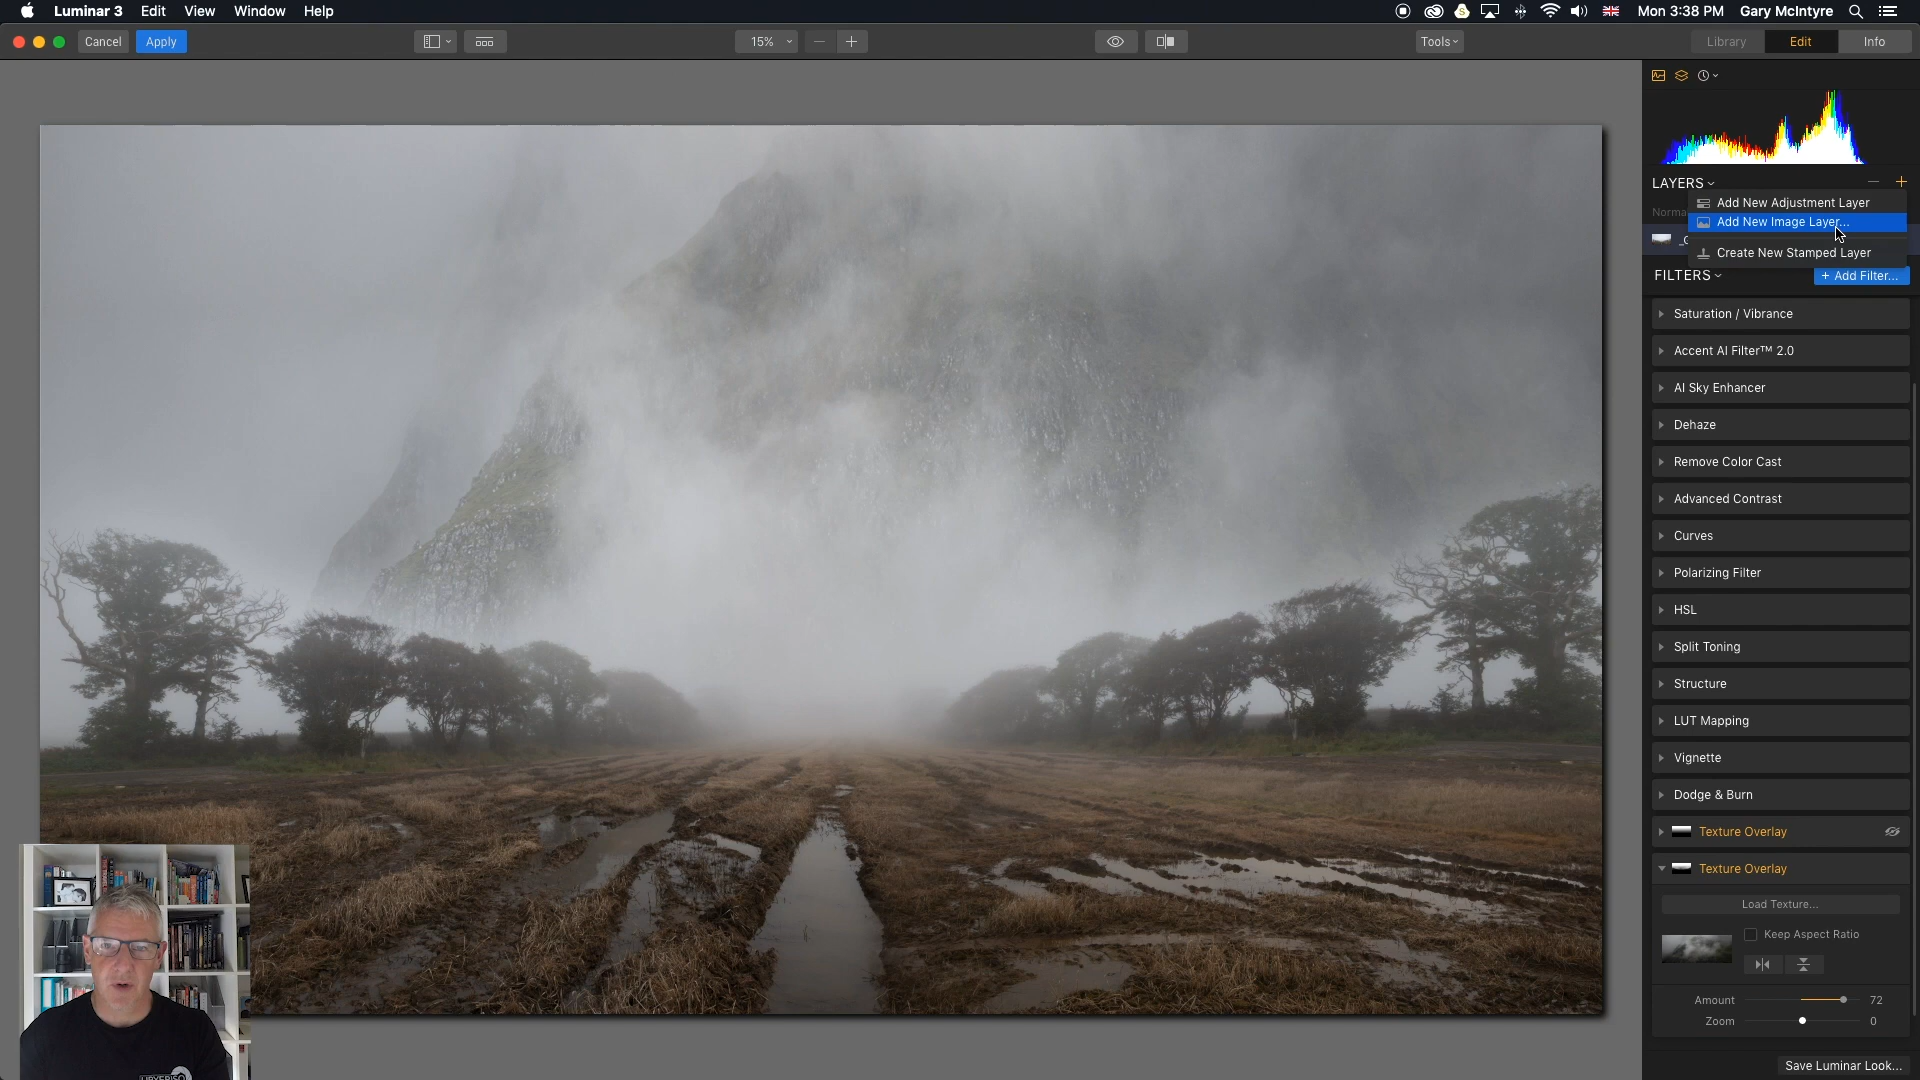 Luminar 3 Edit View Window Help
Mon 3:38 PM Gary McIntyre
Cancel Apply
15%
Tools
Library Edit Info
LAYERS
Add New Adjustment Layer
Norma
Add New Image Layer...
Create New Stamped Layer
FILTERS
+ Add Filter...
Saturation / Vibrance
Accent AI Filter™ 2.0
AI Sky Enhancer
Dehaze
Remove Color Cast
Advanced Contrast
Curves
Polarizing Filter
HSL
Split Toning
Structure
LUT Mapping
Vignette
Dodge & Burn
Texture Overlay
Texture Overlay
Load Texture...
Keep Aspect Ratio
Amount 72
Zoom 0
Save Luminar Look...